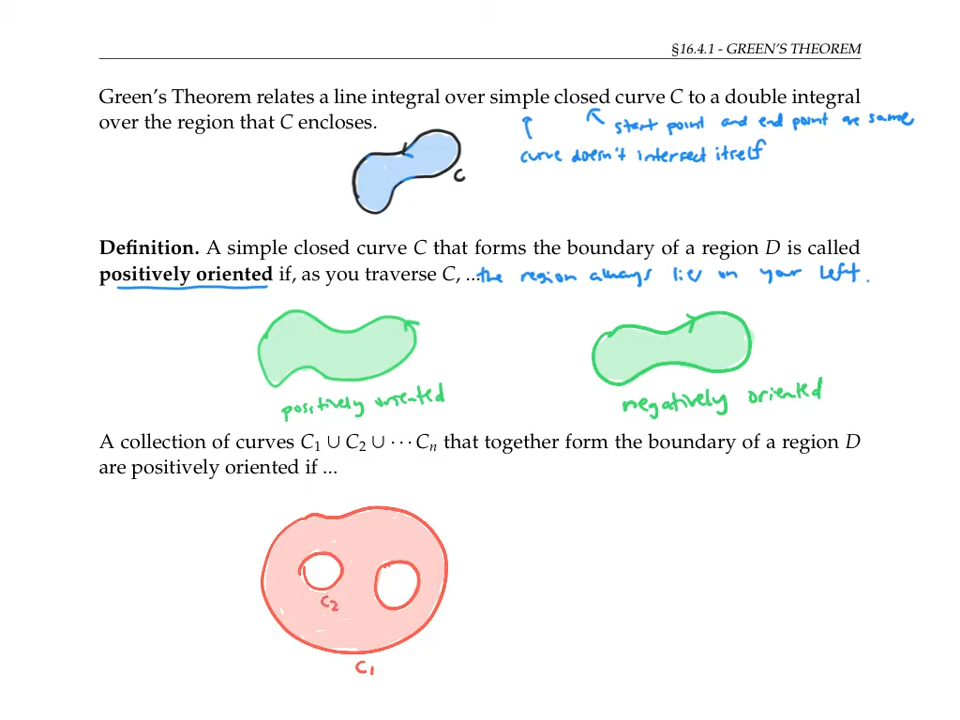 §16.4.1 - GREEN'S THEOREM
Green's Theorem relates a line integral over simple closed curve C to a double integral
over the region that C encloses.
start point and end point are same
curve doesn't intersect itself
C
Definition. A simple closed curve C that forms the boundary of a region D is called
positively oriented if, as you traverse C, ...the region always lies on your left.
positively oriented
negatively oriented
A collection of curves C₁ ∪ C₂ ∪ ⋯ Cₙ that together form the boundary of a region D
are positively oriented if ...
C₂
C₁